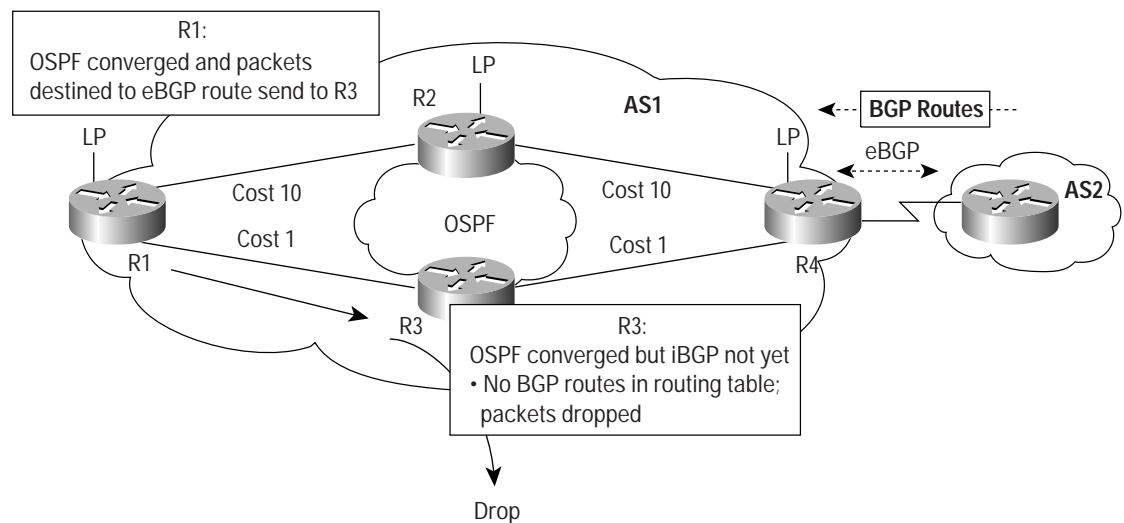 R1:
OSPF converged and packets
destined to eBGP route send to R3
LP
R2
AS1
BGP Routes
LP
LP
eBGP
AS2
Cost 10
Cost 10
OSPF
Cost 1
Cost 1
R1
R4
R3
R3:
OSPF converged but iBGP not yet
• No BGP routes in routing table;
packets dropped
Drop